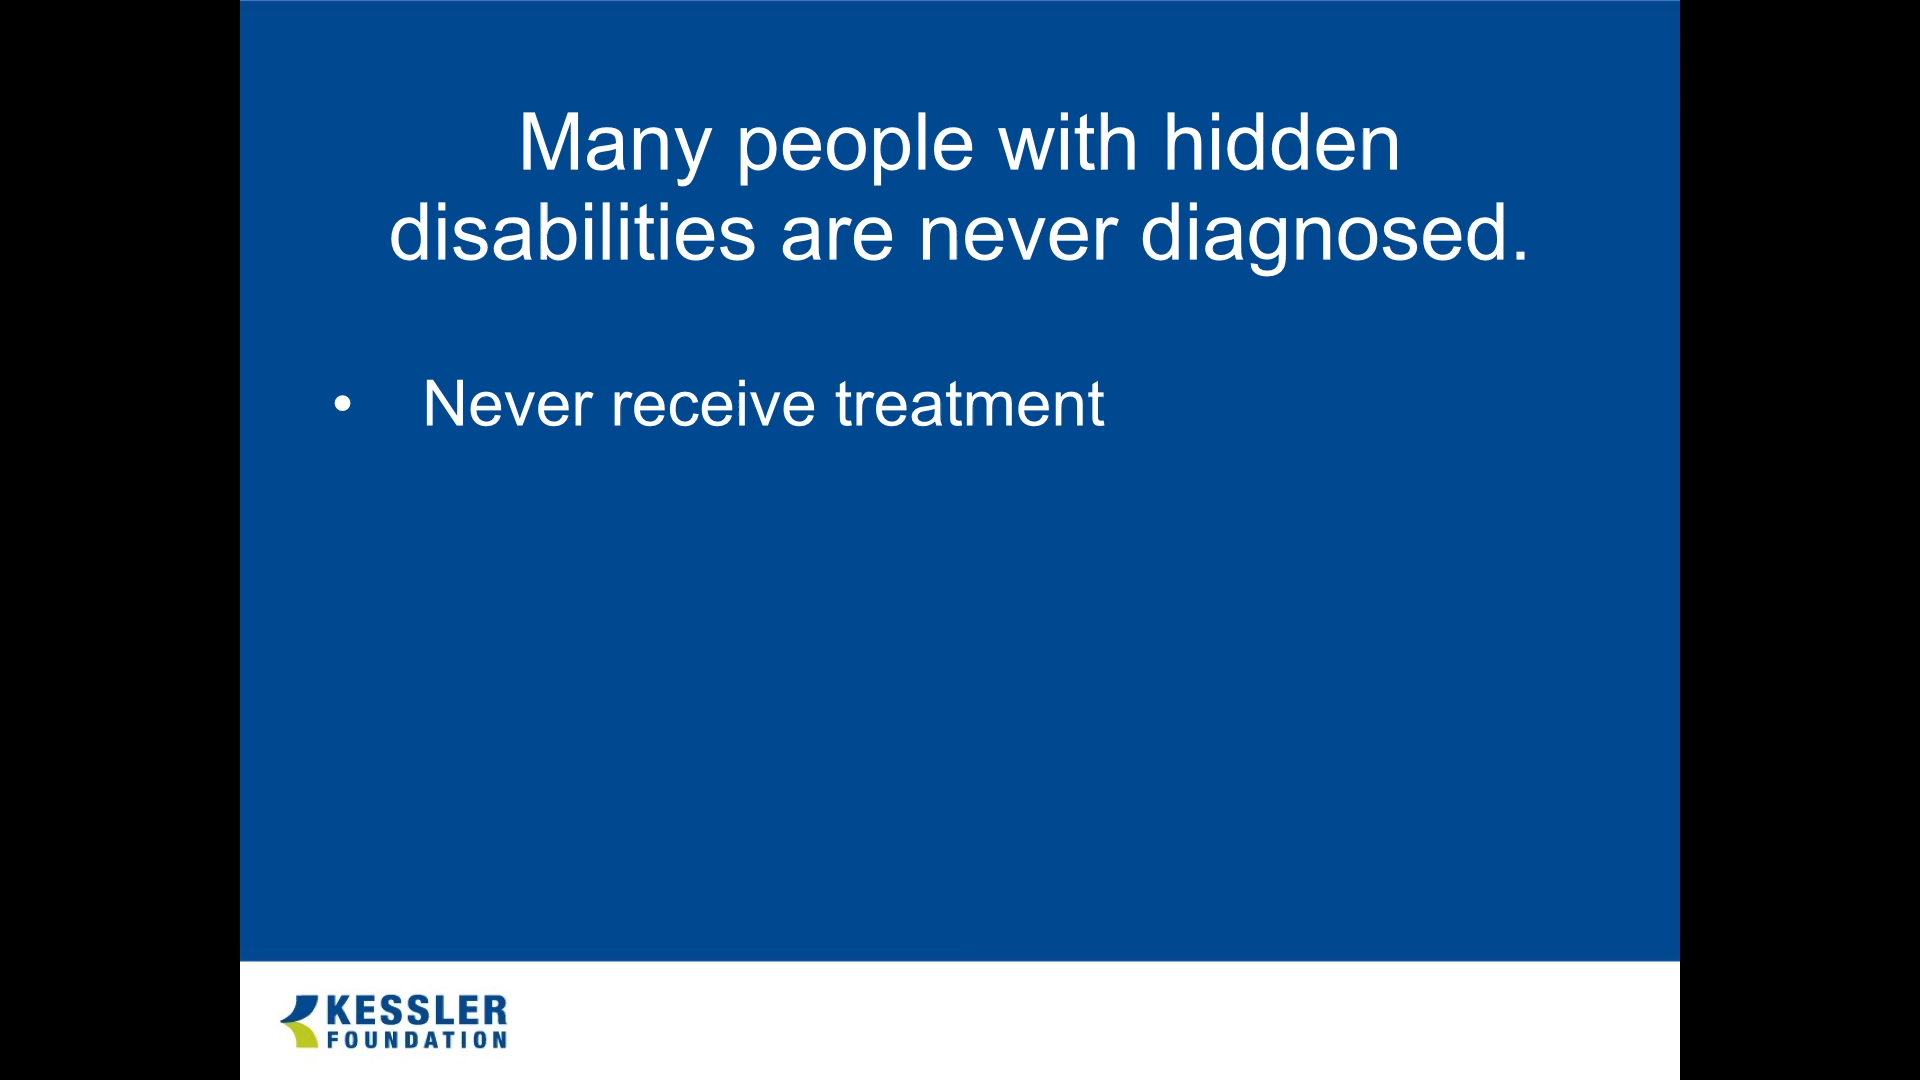 Many people with hidden
disabilities are never diagnosed.
• Never receive treatment
KESSLER
FOUNDATION